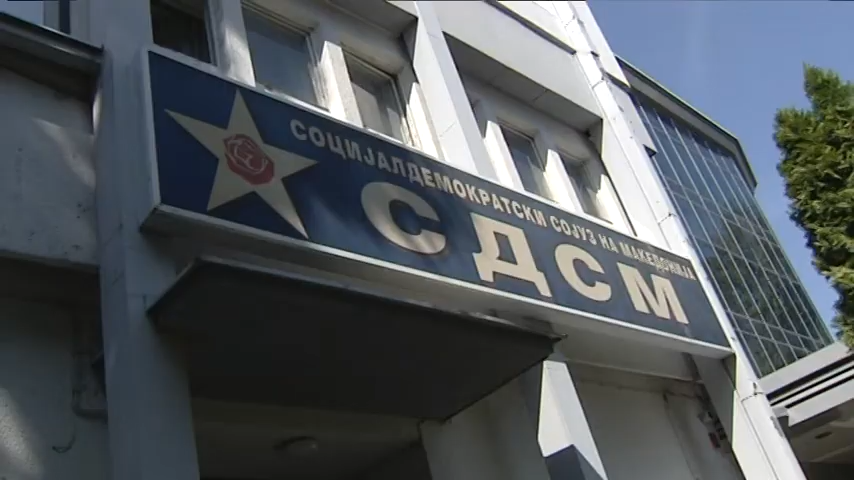 СОЦИЈАЛДЕМОКРАТСКИ СОЈУЗ НА МАКЕДОНИЈА
СДСМ